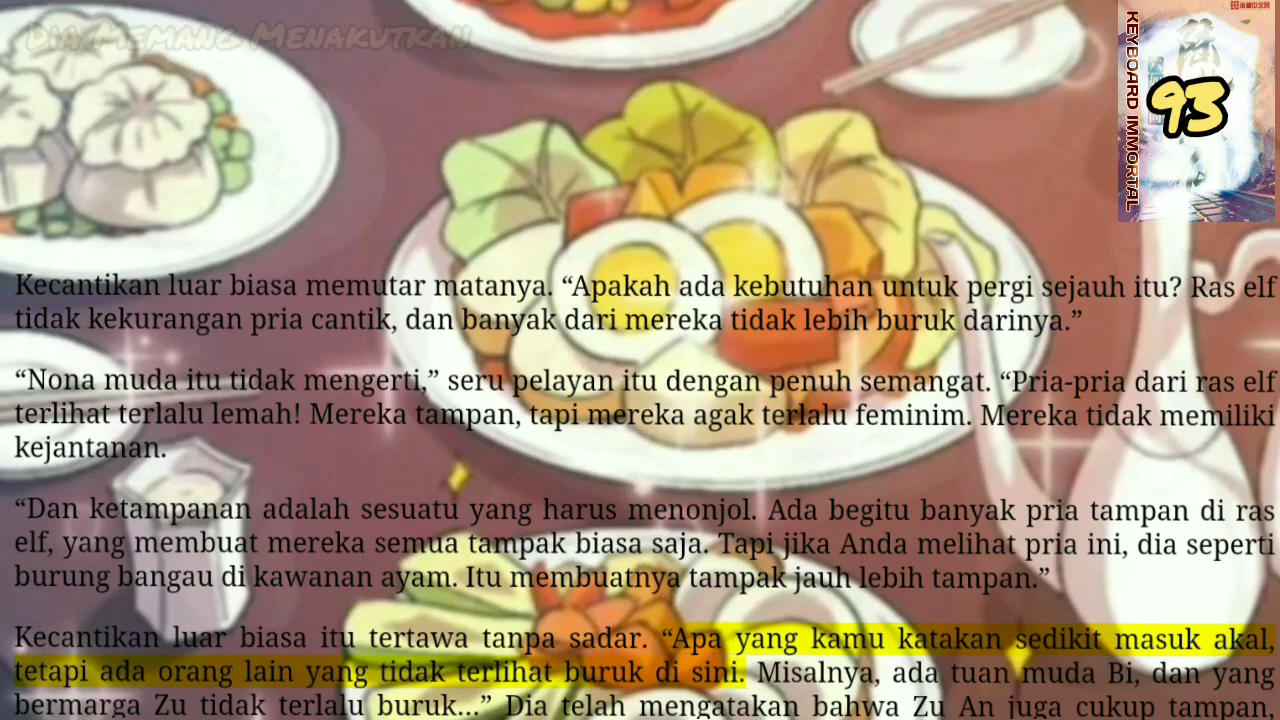 Dia Memang Menakutkan
KEYBOARD IMMORTAL
93
Kecantikan luar biasa memutar matanya. “Apakah ada kebutuhan untuk pergi sejauh itu? Ras elf
tidak kekurangan pria cantik, dan banyak dari mereka tidak lebih buruk darinya.”
“Nona muda itu tidak mengerti,” seru pelayan itu dengan penuh semangat. “Pria-pria dari ras elf
terlihat terlalu lemah! Mereka tampan, tapi mereka agak terlalu feminim. Mereka tidak memiliki
kejantanan.
“Dan ketampanan adalah sesuatu yang harus menonjol. Ada begitu banyak pria tampan di ras
elf, yang membuat mereka semua tampak biasa saja. Tapi jika Anda melihat pria ini, dia seperti
burung bangau di kawanan ayam. Itu membuatnya tampak jauh lebih tampan.”
Kecantikan luar biasa itu tertawa tanpa sadar. “Apa yang kamu katakan sedikit masuk akal,
tetapi ada orang lain yang tidak terlihat buruk di sini. Misalnya, ada tuan muda Bi, dan yang
bermarga Zu tidak terlalu buruk...” Dia telah mengatakan bahwa Zu An juga cukup tampan.